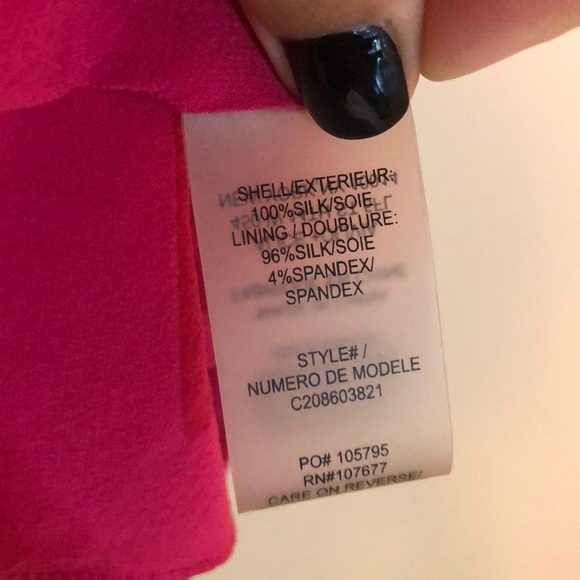 SHELL/EXTERIEUR:
100%SILK/SOIE
LINING / DOUBLURE:
96%SILK/SOIE
4%SPANDEX/
SPANDEX
STYLE# /
NUMERO DE MODELE
C208603821
PO# 105795
RN#107677
CARE ON REVERSE/